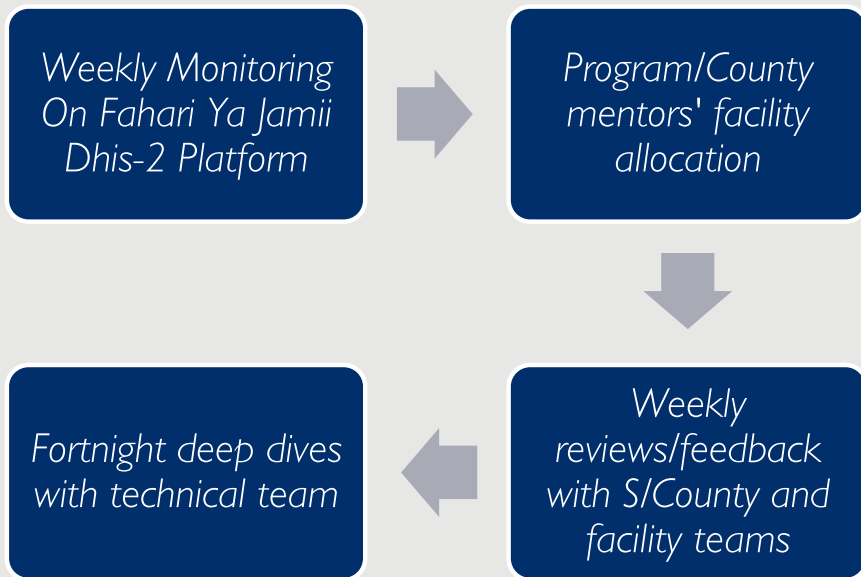 Weekly Monitoring
On Fahari Ya Jamii
Dhis-2 Platform
Program/County
mentors' facility
allocation
Weekly
reviews/feedback
with S/County and
facility teams
Fortnight deep dives
with technical team